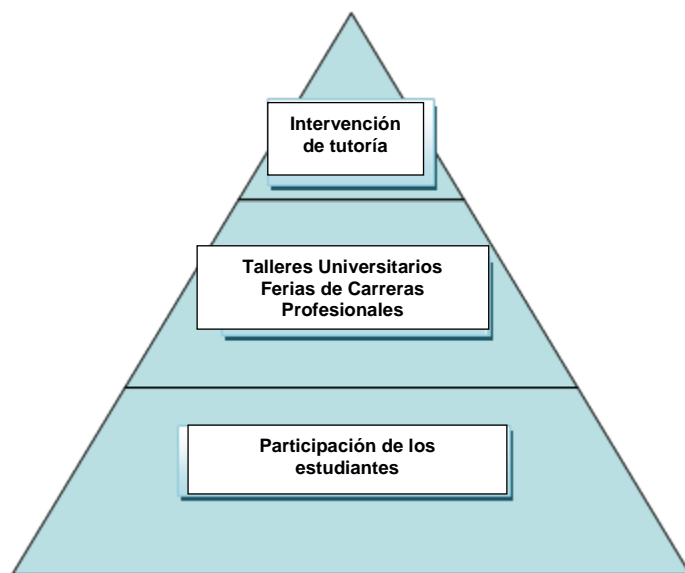 Intervención
de tutoría
Talleres Universitarios
Ferias de Carreras
Profesionales
Participación de los
estudiantes